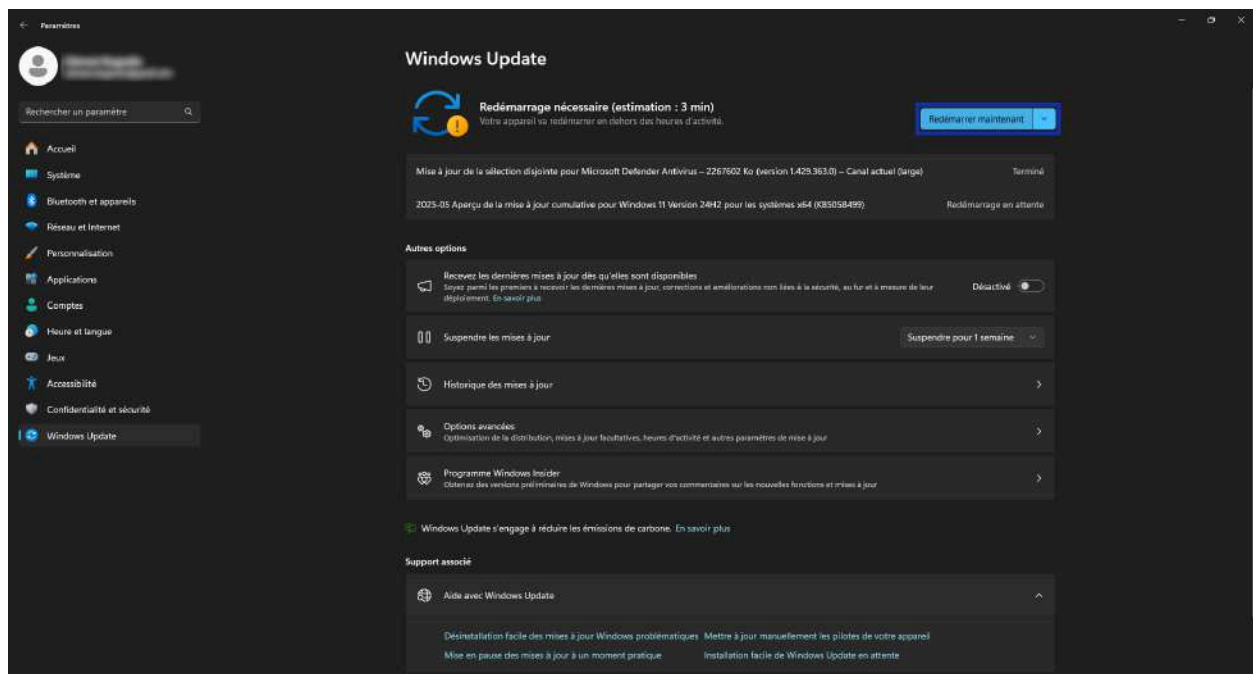 Paramètres
Rechercher un paramètre
Accueil
Système
Bluetooth et appareils
Réseau et Internet
Personnalisation
Applications
Comptes
Heure et langue
Jeux
Accessibilité
Confidentialité et sécurité
Windows Update
Windows Update
Redémarrage nécessaire (estimation : 3 min)
Votre appareil va redémarrer en dehors des heures d'activité.
Redémarrer maintenant
Mise à jour de la sélection disjointe pour Microsoft Defender Antivirus – 2267602 Ko (version 1.429.363.0) – Canal actuel (large)
Terminé
2025-05 Aperçu de la mise à jour cumulative pour Windows 11 Version 24H2 pour les systèmes x64 (KB5058499)
Redémarrage en attente
Autres options
Recevez les dernières mises à jour dès qu'elles sont disponibles
Soyez parmi les premiers à recevoir les dernières mises à jour, corrections et améliorations non liées à la sécurité, au fur et à mesure de leur
déploiement. En savoir plus
Désactivé
Suspendre les mises à jour
Suspendre pour 1 semaine
Historique des mises à jour
Options avancées
Optimisation de la distribution, mises à jour facultatives, heures d'activité et autres paramètres de mise à jour
Programme Windows Insider
Obtenez des versions préliminaires de Windows pour partager vos commentaires sur les nouvelles fonctions et mises à jour
Windows Update s'engage à réduire les émissions de carbone. En savoir plus
Support associé
Aide avec Windows Update
Désinstallation facile des mises à jour Windows problématiques Mettre à jour manuellement les pilotes de votre appareil
Mise en pause des mises à jour à un moment pratique Installation facile de Windows Update en attente